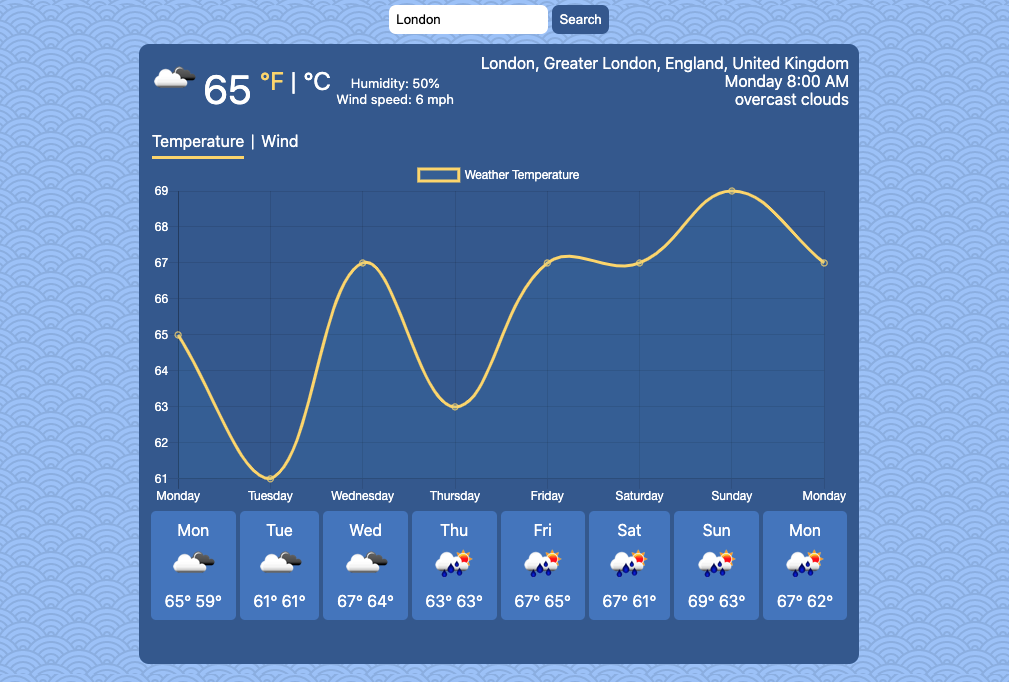 London Search
65 °F | °C
Humidity: 50%
Wind speed: 6 mph
London, Greater London, England, United Kingdom
Monday 8:00 AM
overcast clouds
Temperature | Wind
Weather Temperature
69
68
67
66
65
64
63
62
61
Monday Tuesday Wednesday Thursday Friday Saturday Sunday Monday
Mon Tue Wed Thu Fri Sat Sun Mon
65° 59° 61° 61° 67° 64° 63° 63° 67° 65° 67° 61° 69° 63° 67° 62°